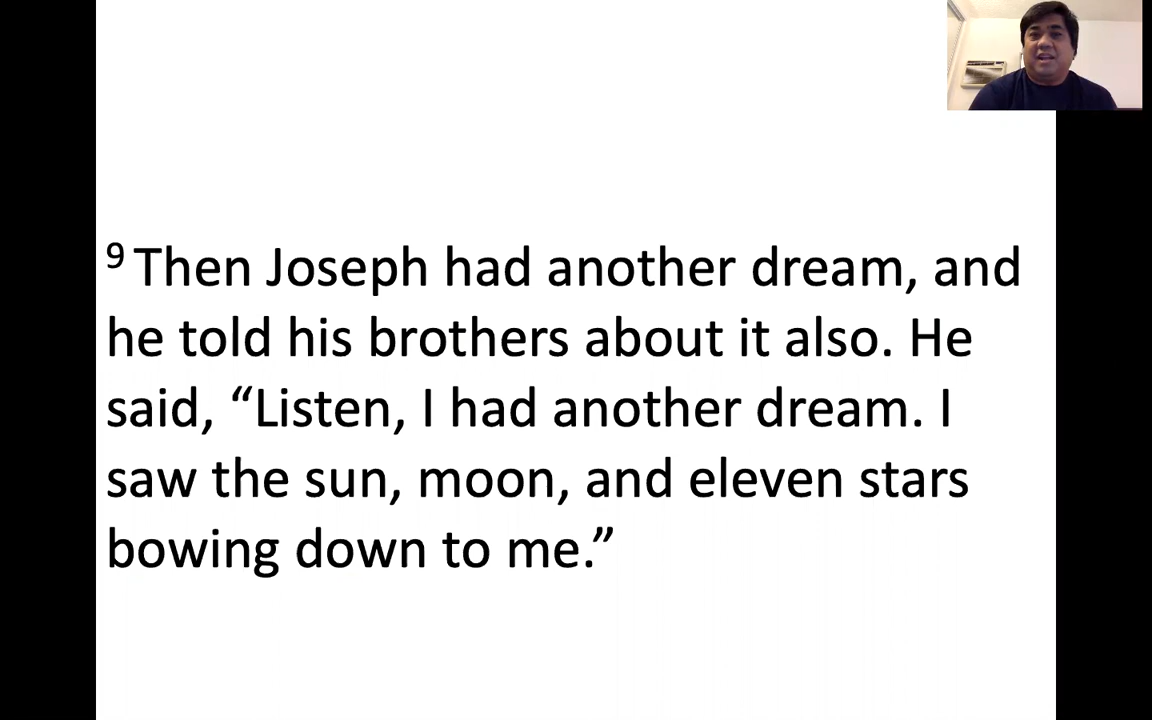 9 Then Joseph had another dream, and
he told his brothers about it also. He
said, “Listen, I had another dream. I
saw the sun, moon, and eleven stars
bowing down to me.”